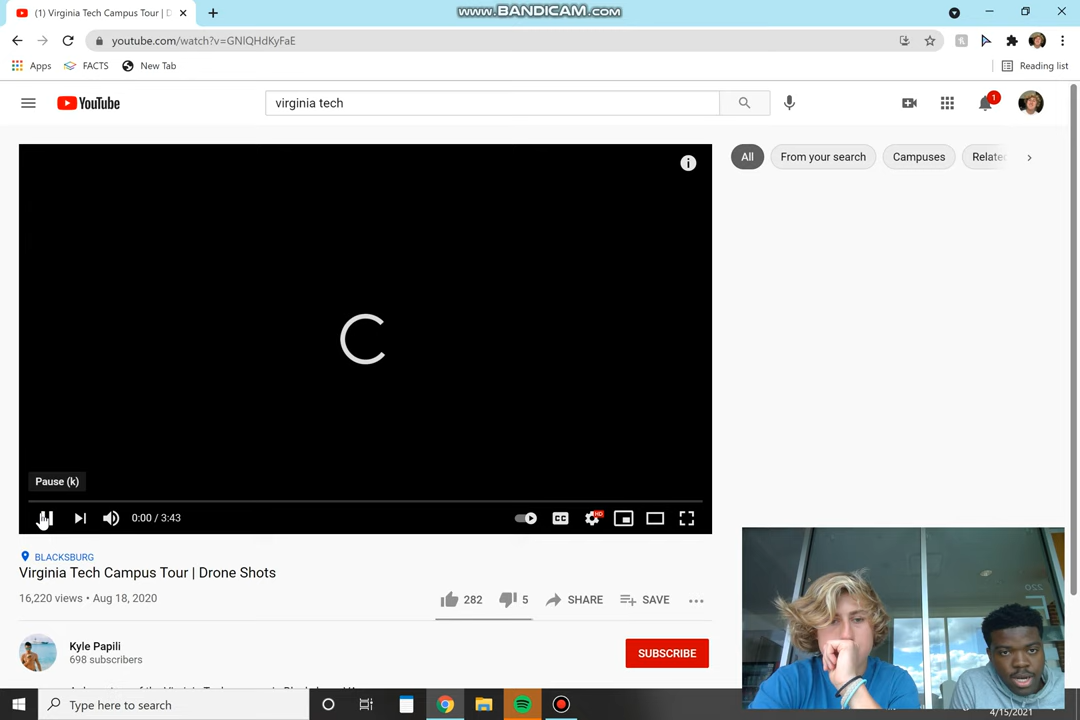 (1) Virginia Tech Campus Tour | D
www.BANDICAM.com
youtube.com/watch?v=GNlQHdKyFaE
Apps
FACTS
New Tab
Reading list
YouTube
virginia tech
1
All
From your search
Campuses
Relate
Pause (k)
0:00 / 3:43
CC
HD
BLACKSBURG
Virginia Tech Campus Tour | Drone Shots
16,220 views • Aug 18, 2020
282
5
SHARE
SAVE
Kyle Papili
698 subscribers
SUBSCRIBE
Type here to search
4/15/2021